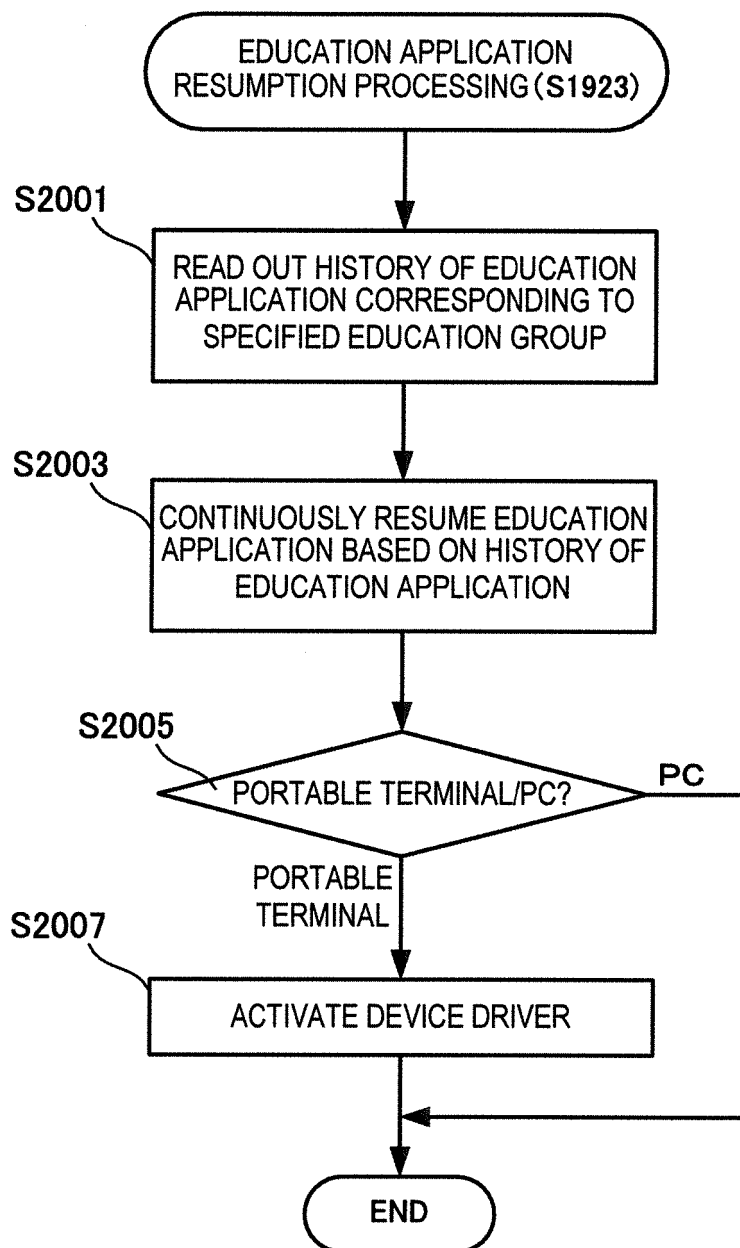 EDUCATION APPLICATION
RESUMPTION PROCESSING (S1923)
S2001
READ OUT HISTORY OF EDUCATION
APPLICATION CORRESPONDING TO
SPECIFIED EDUCATION GROUP
S2003
CONTINUOUSLY RESUME EDUCATION
APPLICATION BASED ON HISTORY OF
EDUCATION APPLICATION
S2005
PORTABLE TERMINAL/PC?
PC
PORTABLE
TERMINAL
S2007
ACTIVATE DEVICE DRIVER
END